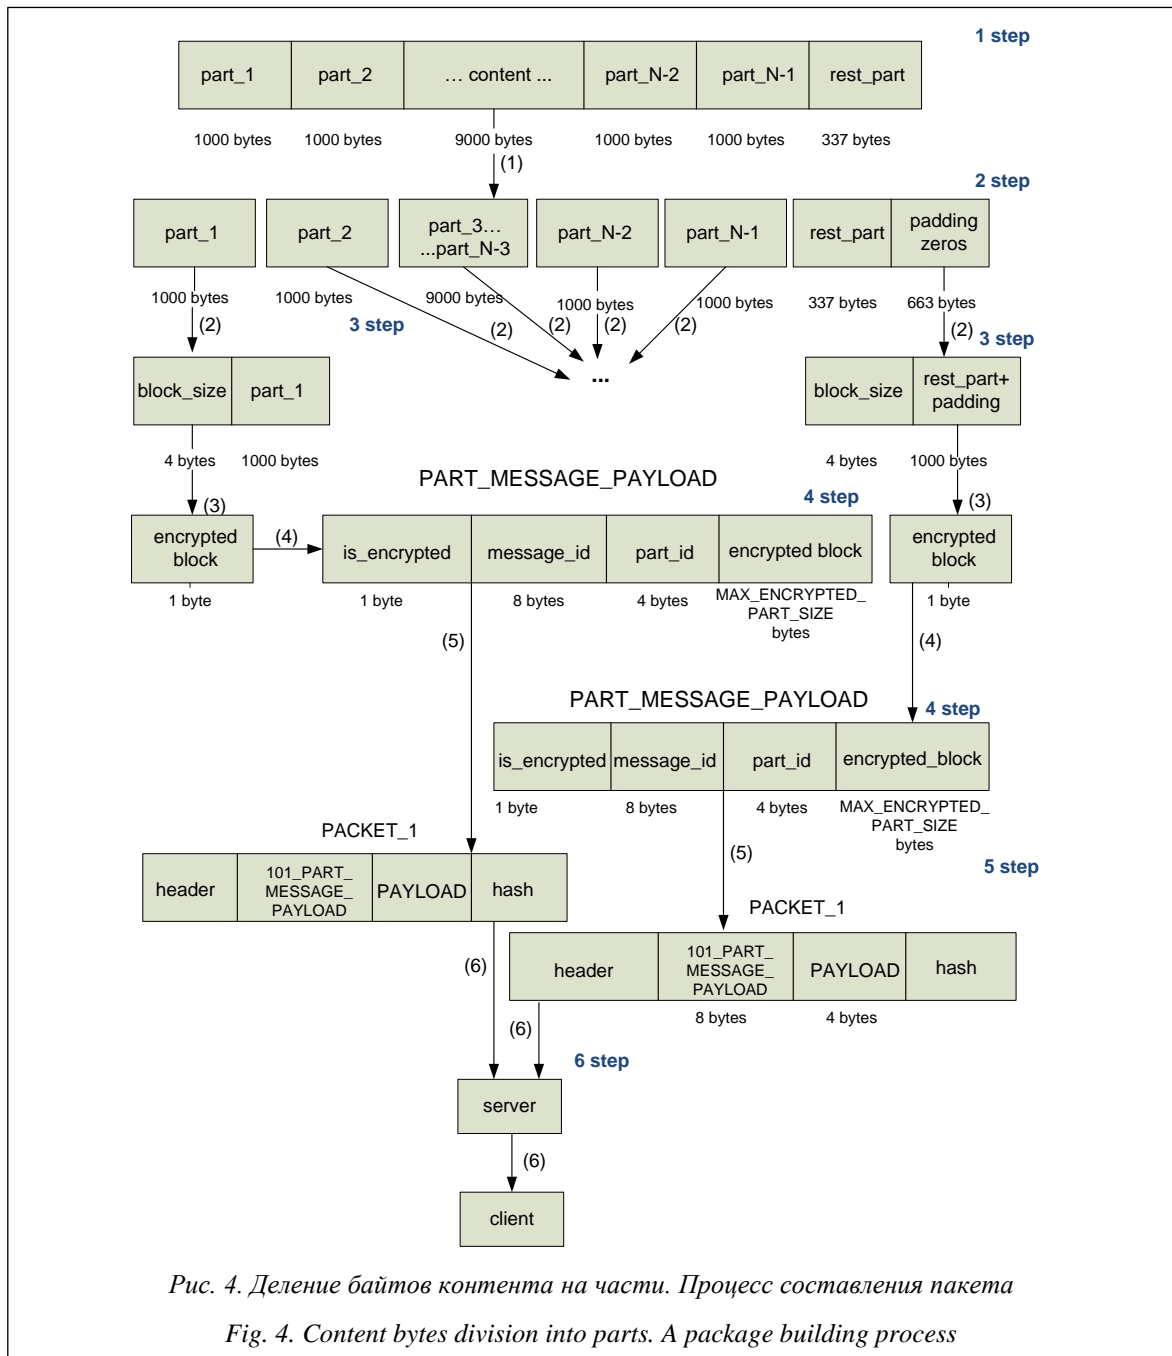 1 step
part_1 part_2 ... content ... part_N-2 part_N-1 rest_part
1000 bytes 1000 bytes 9000 bytes 1000 bytes 1000 bytes 337 bytes
(1)
2 step
part_1 part_2 part_3... part_N-2 part_N-1 rest_part padding
...part_N-3 zeros
1000 bytes 1000 bytes 9000 bytes 1000 bytes 1000 bytes 337 bytes 663 bytes
3 step
(2) (2) (2) (2) (2) (2)
3 step
...
block_size part_1 block_size rest_part+
padding
4 bytes 1000 bytes 4 bytes 1000 bytes
PART_MESSAGE_PAYLOAD
(3) 4 step (3)
encrypted
block
(4)
is_encrypted message_id part_id encrypted block
encrypted
block
1 byte 1 byte 8 bytes 4 bytes MAX_ENCRYPTED_
PART_SIZE
bytes
1 byte
(5) (4)
PART_MESSAGE_PAYLOAD
4 step
is_encrypted message_id part_id encrypted_block
1 byte 8 bytes 4 bytes MAX_ENCRYPTED_
PART_SIZE
bytes
PACKET_1
(5)
5 step
header 101_PART_
MESSAGE_
PAYLOAD
PAYLOAD hash
PACKET_1
header 101_PART_
MESSAGE_
PAYLOAD
PAYLOAD hash
(6)
8 bytes 4 bytes
(6)
6 step
server
(6)
client
Рис. 4. Деление байтов контента на части. Процесс составления пакета
Fig. 4. Content bytes division into parts. A package building process